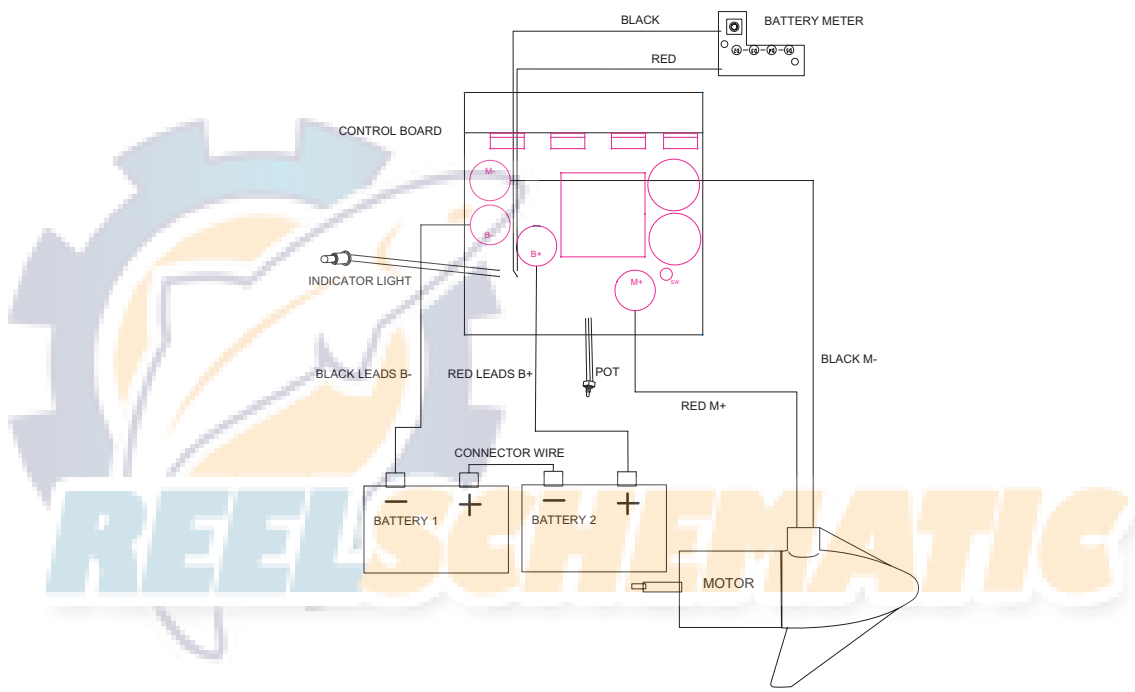 BLACK
BATTERY METER
RED
CONTROL BOARD
M-
B-
B+
M+
SW
INDICATOR LIGHT
BLACK LEADS B-
RED LEADS B+
POT
BLACK M-
RED M+
CONNECTOR WIRE
BATTERY 1
BATTERY 2
MOTOR
REELSCHEMATIC